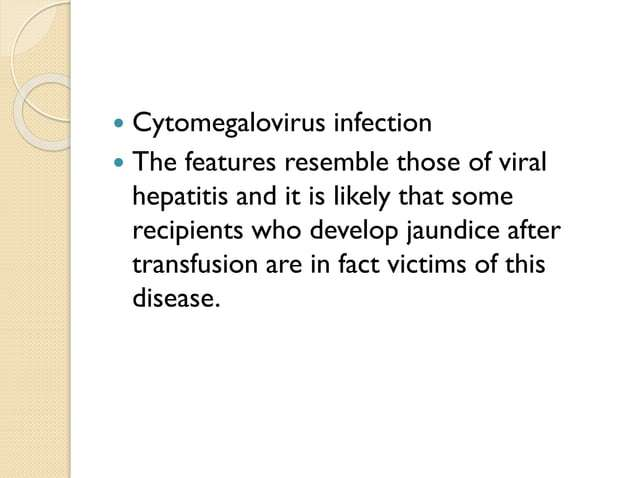 Cytomegalovirus infection
The features resemble those of viral
hepatitis and it is likely that some
recipients who develop jaundice after
transfusion are in fact victims of this
disease.